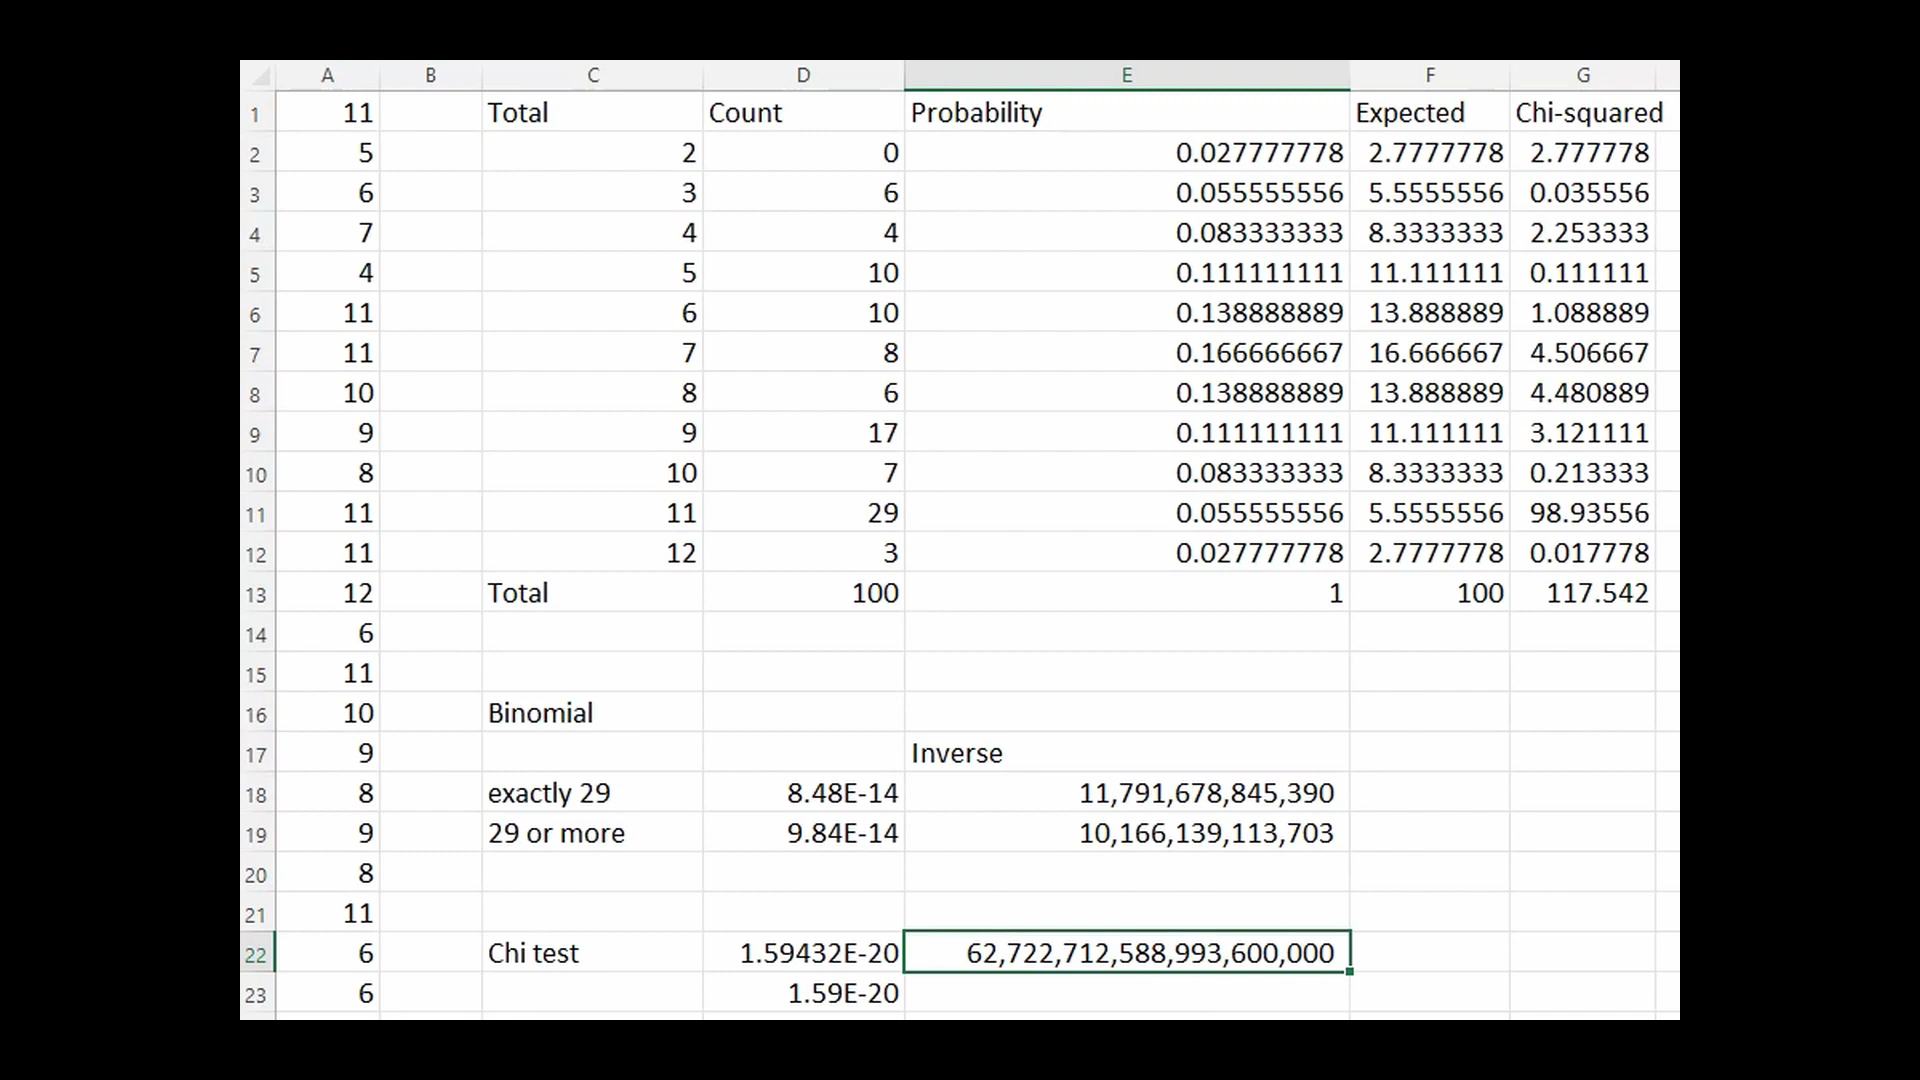 A B C D E F G
1 11 Total Count Probability Expected Chi-squared
2 5 2 0 0.027777778 2.7777778 2.777778
3 6 3 6 0.055555556 5.5555556 0.035556
4 7 4 4 0.083333333 8.3333333 2.253333
5 4 5 10 0.111111111 11.111111 0.111111
6 11 6 10 0.138888889 13.888889 1.088889
7 11 7 8 0.166666667 16.666667 4.506667
8 10 8 6 0.138888889 13.888889 4.480889
9 9 9 17 0.111111111 11.111111 3.121111
10 8 10 7 0.083333333 8.3333333 0.213333
11 11 11 29 0.055555556 5.5555556 98.93556
12 11 12 3 0.027777778 2.7777778 0.017778
13 12 Total 100 1 100 117.542
14 6
15 11
16 10 Binomial
17 9 Inverse
18 8 exactly 29 8.48E-14 11,791,678,845,390
19 9 29 or more 9.84E-14 10,166,139,113,703
20 8
21 11
22 6 Chi test 1.59432E-20 62,722,712,588,993,600,000
23 6 1.59E-20